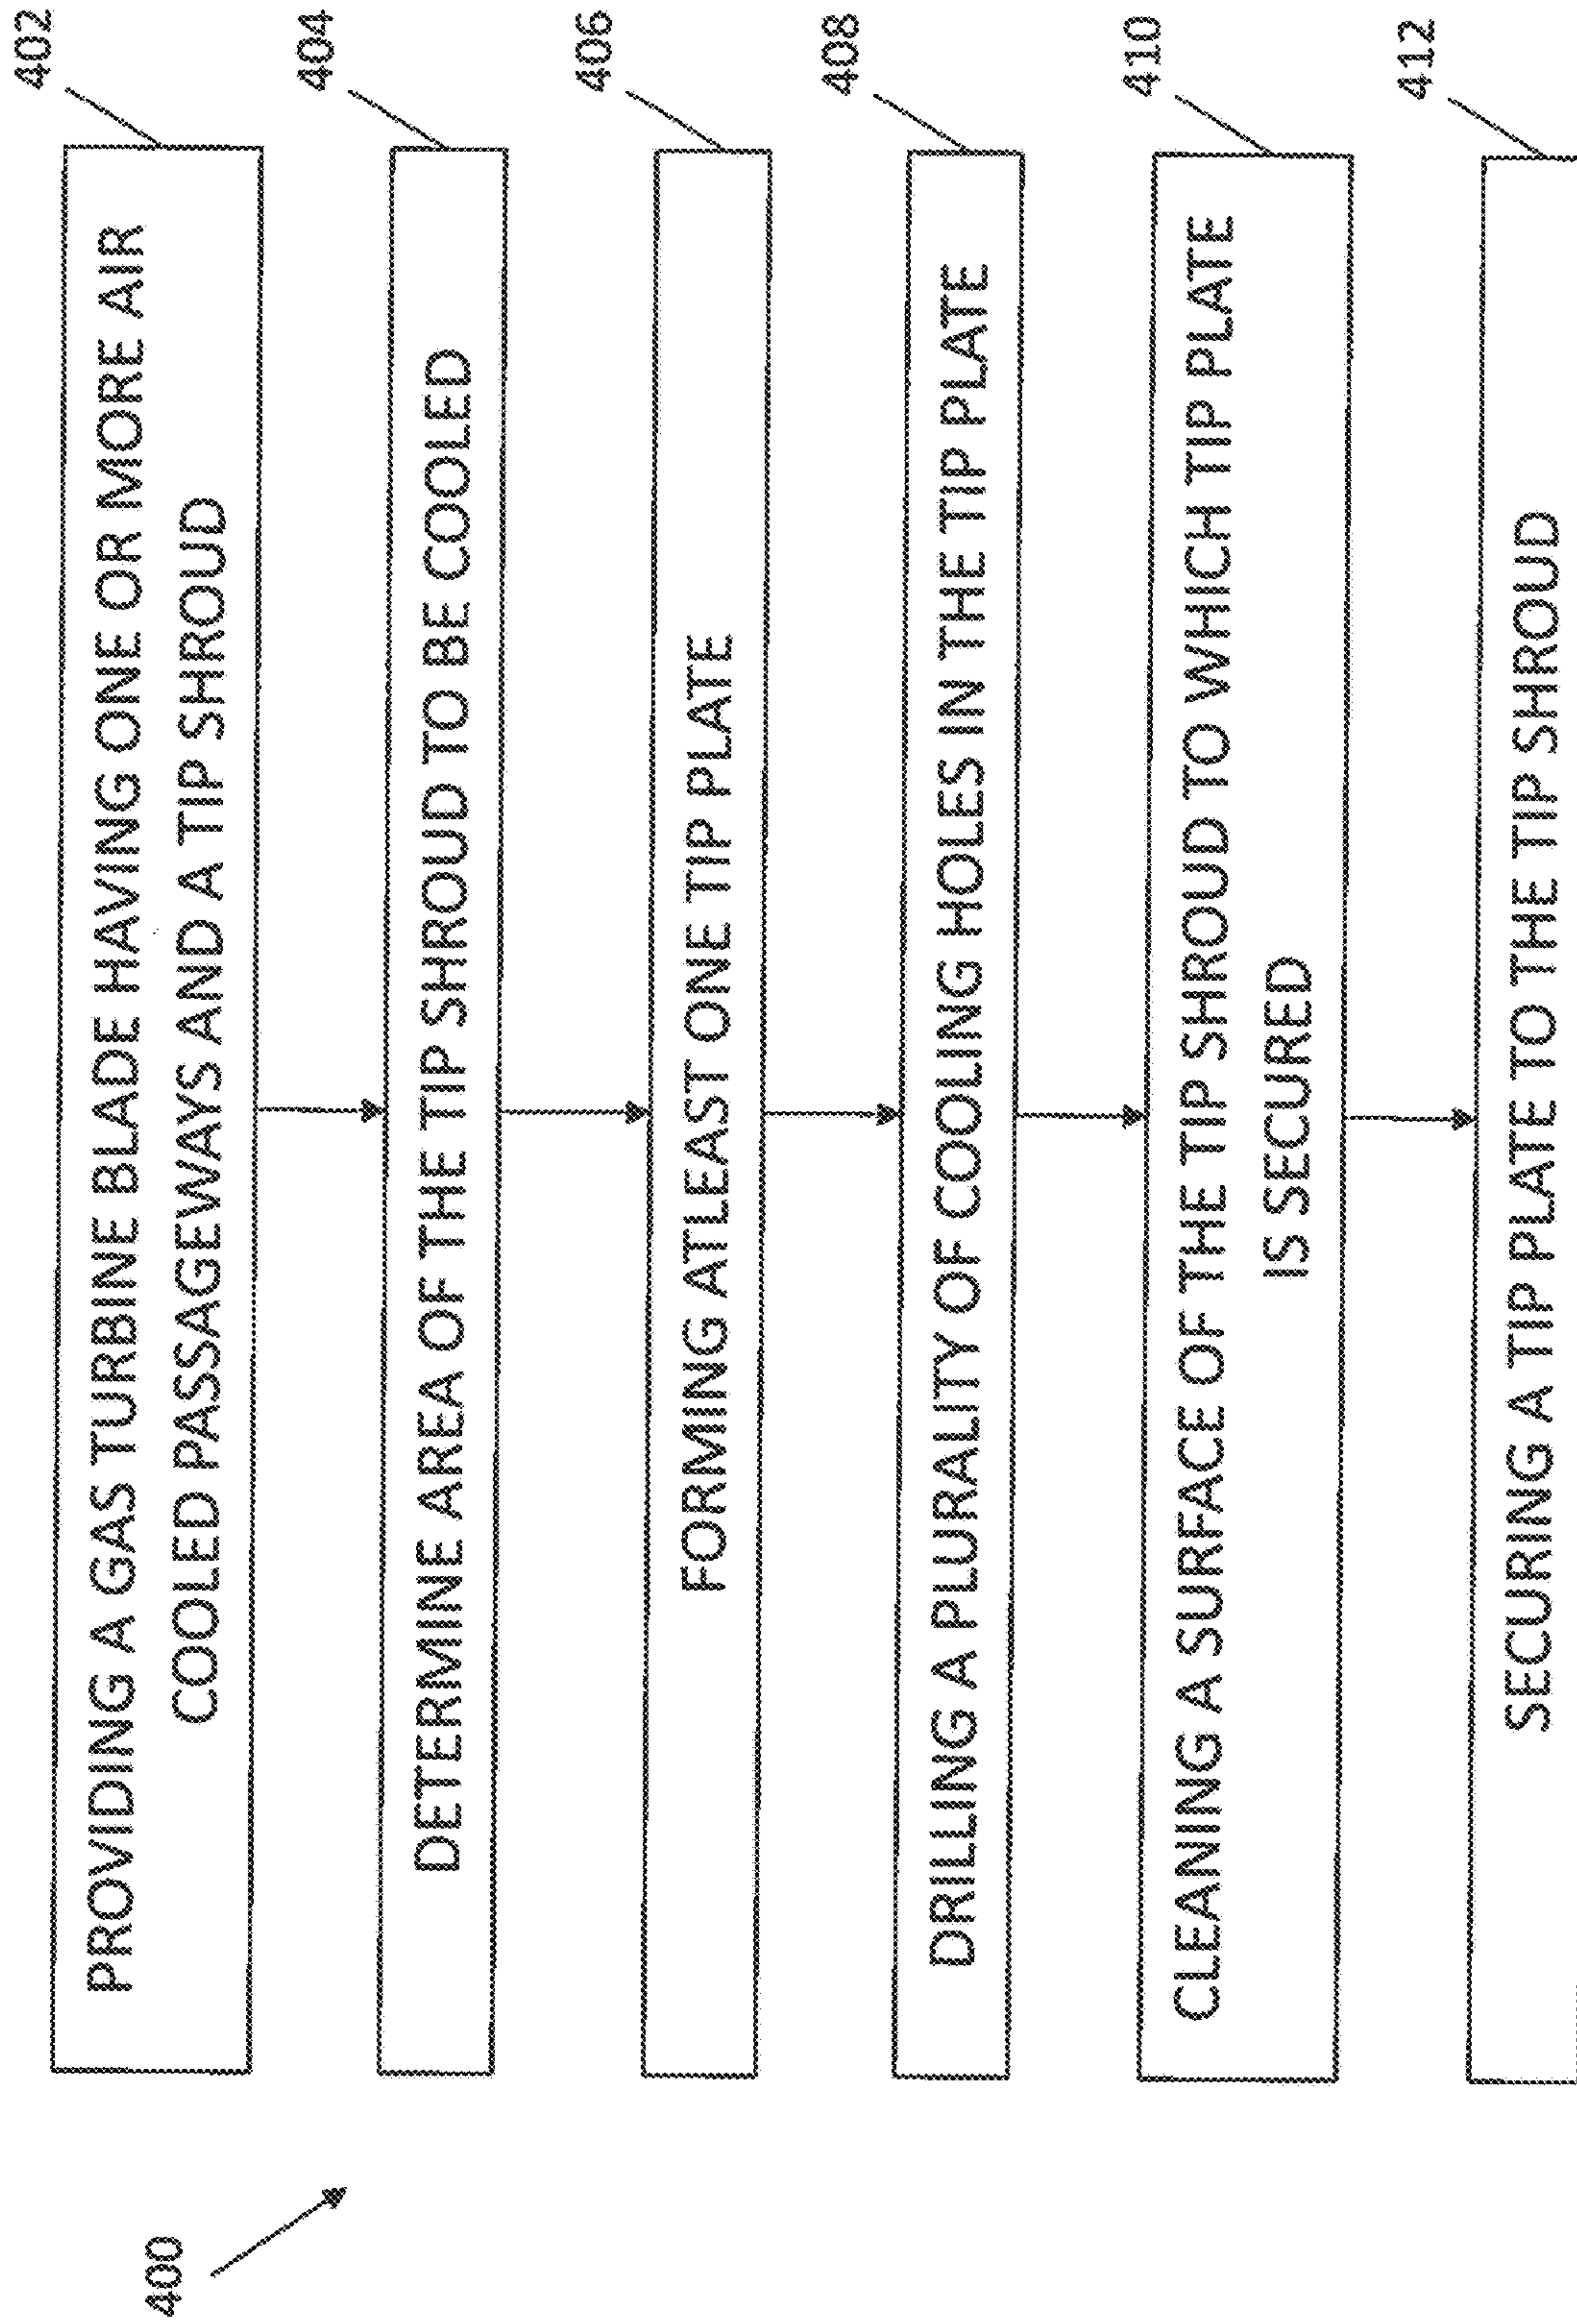 400
402
PROVIDING A GAS TURBINE BLADE HAVING ONE OR MORE AIR
COOLED PASSAGEWAYS AND A TIP SHROUD
404
DETERMINE AREA OF THE TIP SHROUD TO BE COOLED
406
FORMING ATLEAST ONE TIP PLATE
408
DRILLING A PLURALITY OF COOLING HOLES IN THE TIP PLATE
410
CLEANING A SURFACE OF THE TIP SHROUD TO WHICH TIP PLATE
IS SECURED
412
SECURING A TIP PLATE TO THE TIP SHROUD